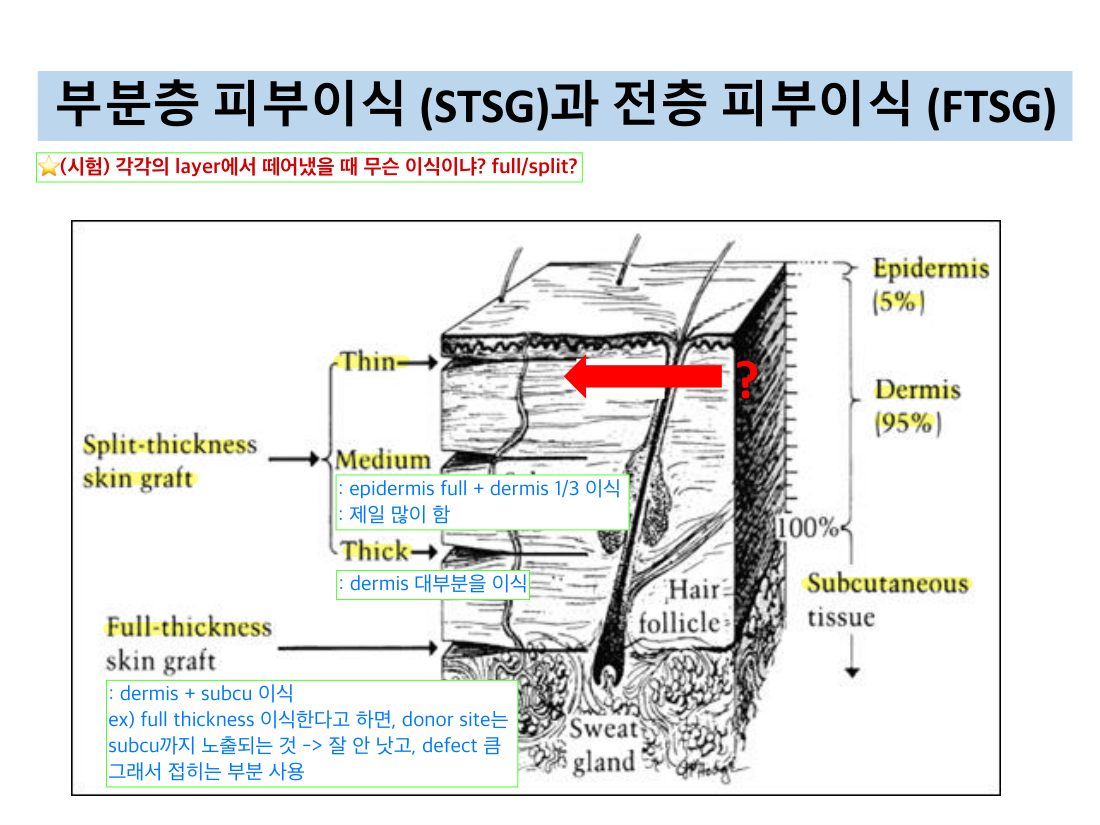 부분층 피부이식 (STSG)과 전층 피부이식 (FTSG)
⭐(시험) 각각의 layer에서 떼어냈을 때 무슨 이식이냐? full/split?
Epidermis
(5%)
Thin
?
Dermis
(95%)
Split-thickness
skin graft
Medium
: epidermis full + dermis 1/3 이식
: 제일 많이 함
100%
Thick
: dermis 대부분을 이식
Hair
follicle
Subcutaneous
tissue
Full-thickness
skin graft
: dermis + subcu 이식
ex) full thickness 이식한다고 하면, donor site는
subcu까지 노출되는 것 -> 잘 안 낫고, defect 큼
그래서 접히는 부분 사용
Sweat
gland